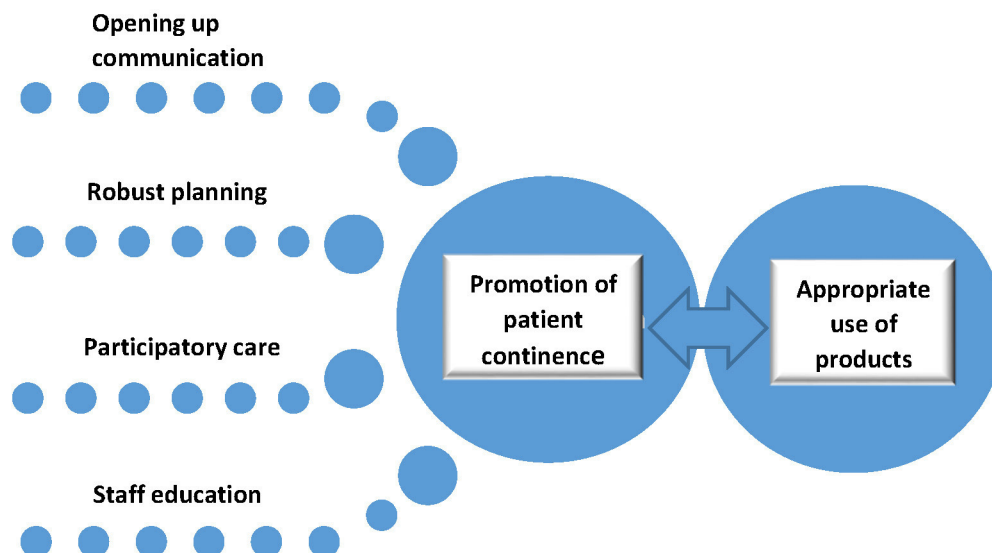 Opening up
communication
Robust planning
Participatory care
Staff education
Promotion of
patient
continence
Appropriate
use of
products